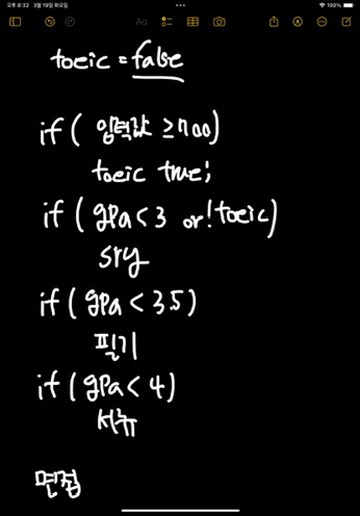 오후 8:32 3월 19일 화요일 100%
Aa
toeic = false
if ( 입력값 ≥700)
toeic true;
if ( gpa < 3 or !toeic)
sry
if ( gpa < 3.5)
필기
if ( gpa < 4)
서류
면접